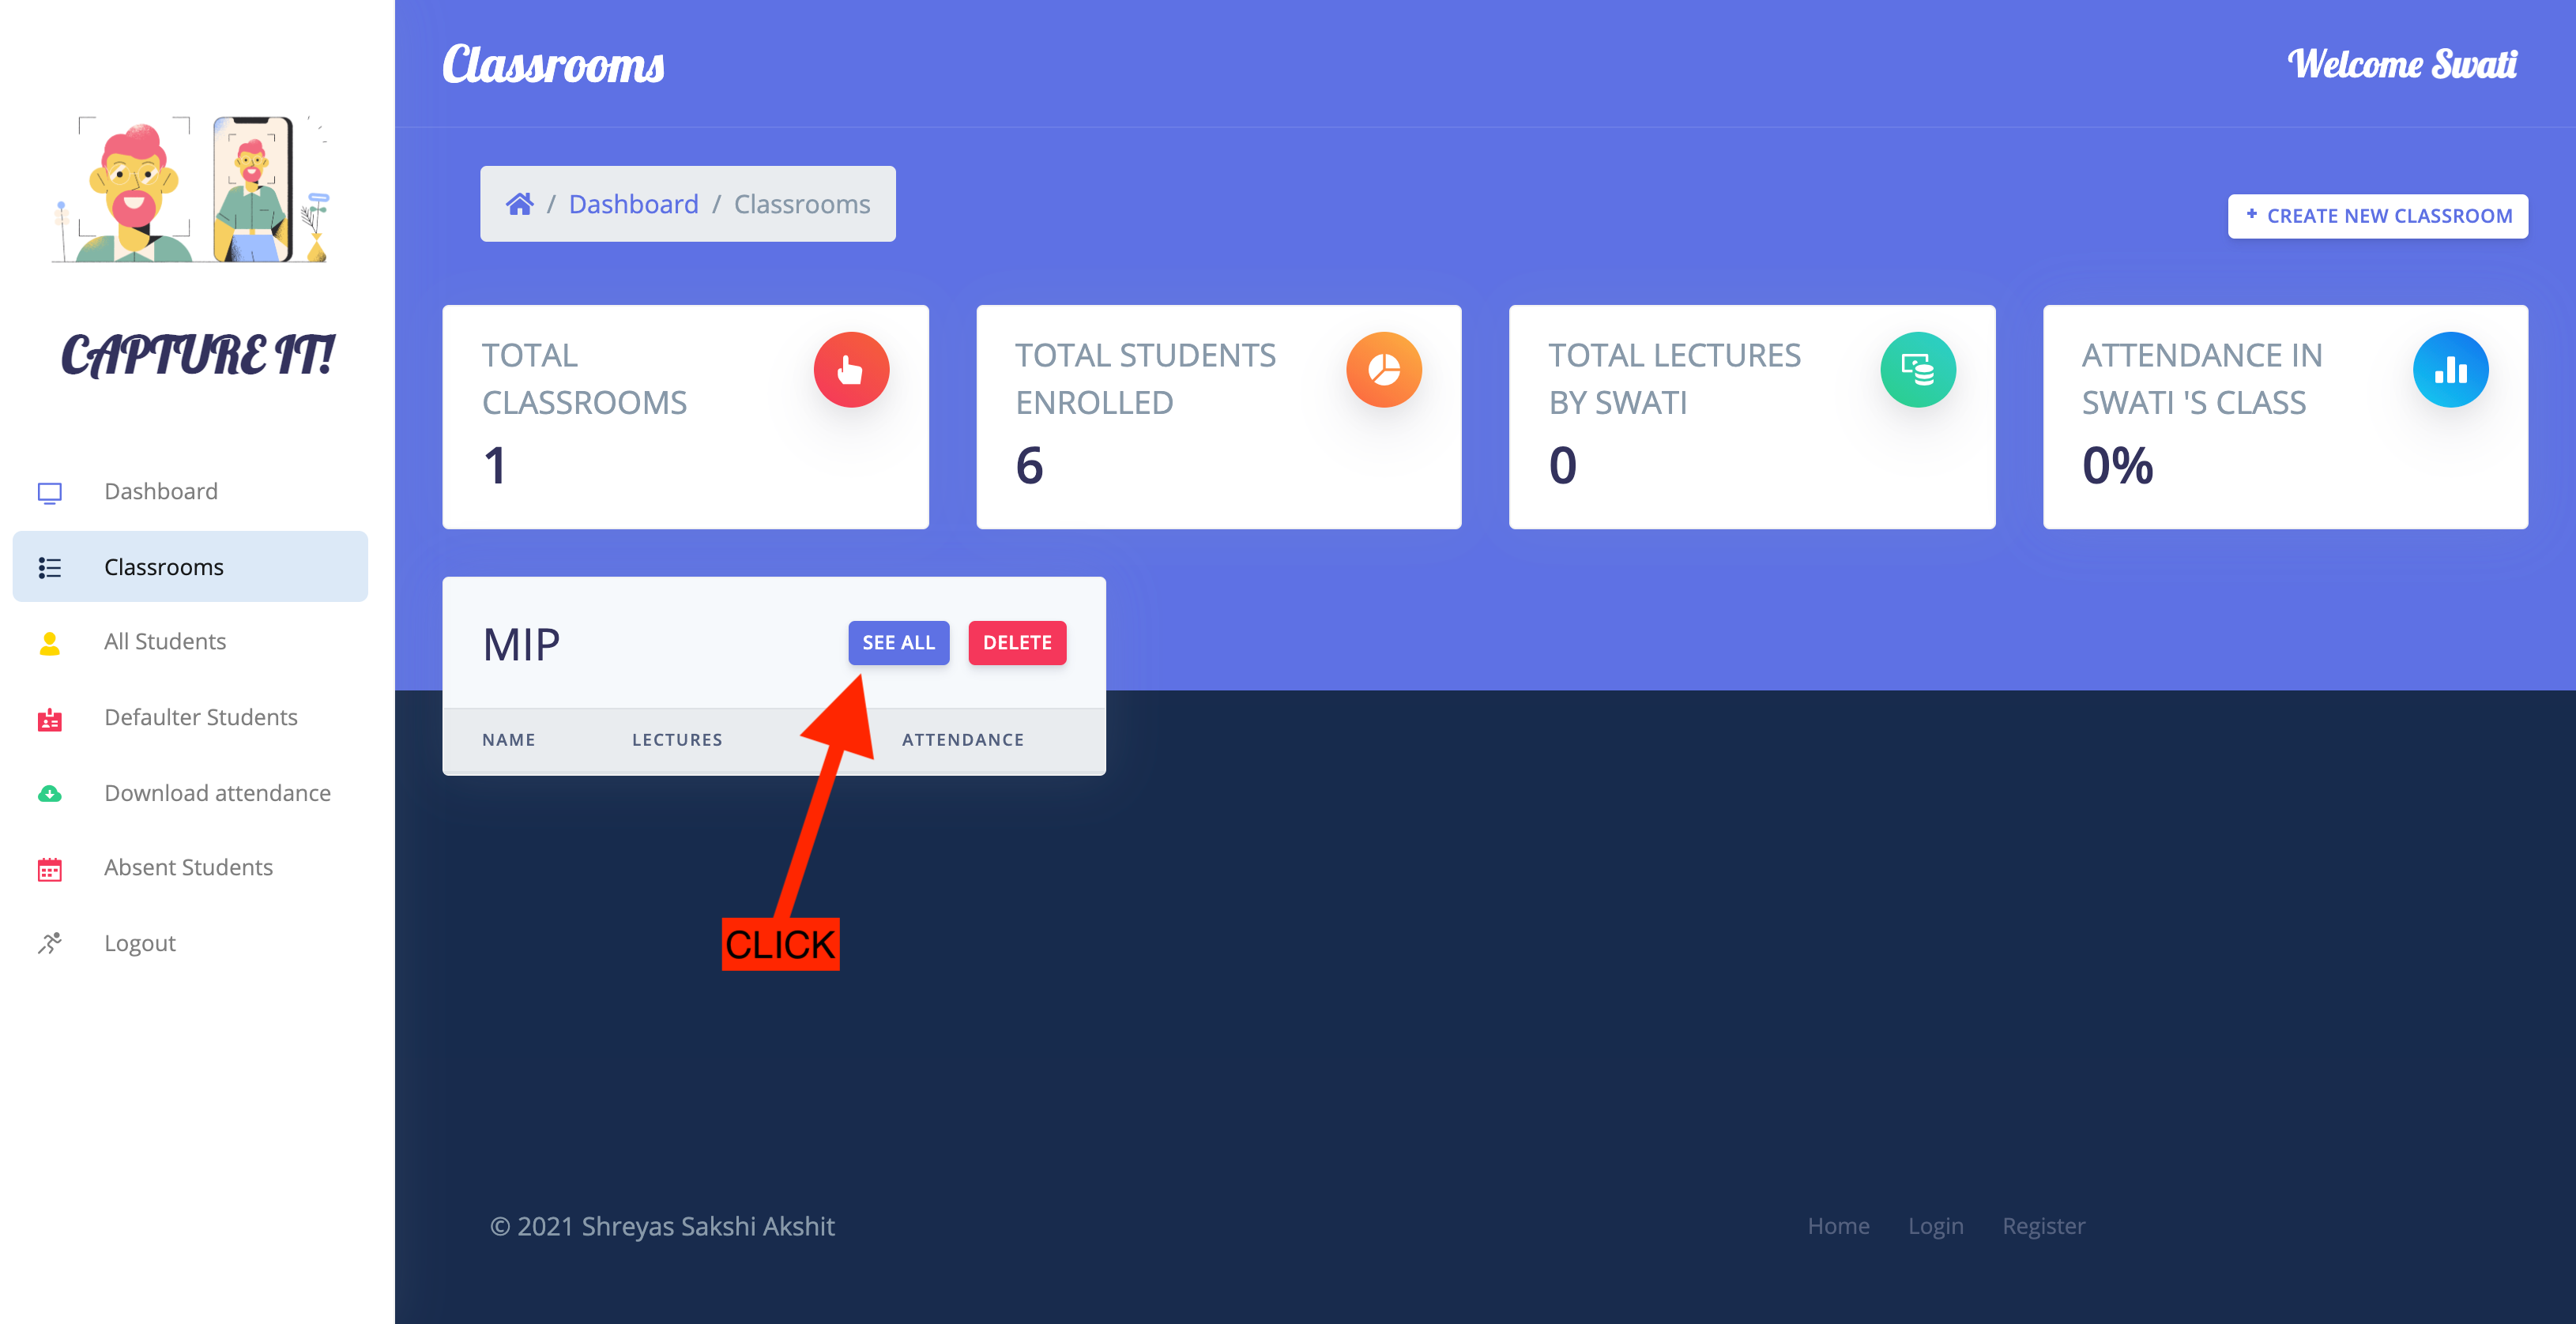 Classrooms
Welcome Swati
/ Dashboard / Classrooms
+ CREATE NEW CLASSROOM
CAPTURE IT!
Dashboard
Classrooms
All Students
Defaulter Students
Download attendance
Absent Students
Logout
TOTAL
CLASSROOMS
1
TOTAL STUDENTS
ENROLLED
6
TOTAL LECTURES
BY SWATI
0
ATTENDANCE IN
SWATI 'S CLASS
0%
MIP
SEE ALL
DELETE
NAME LECTURES ATTENDANCE
CLICK
© 2021 Shreyas Sakshi Akshit
Home Login Register